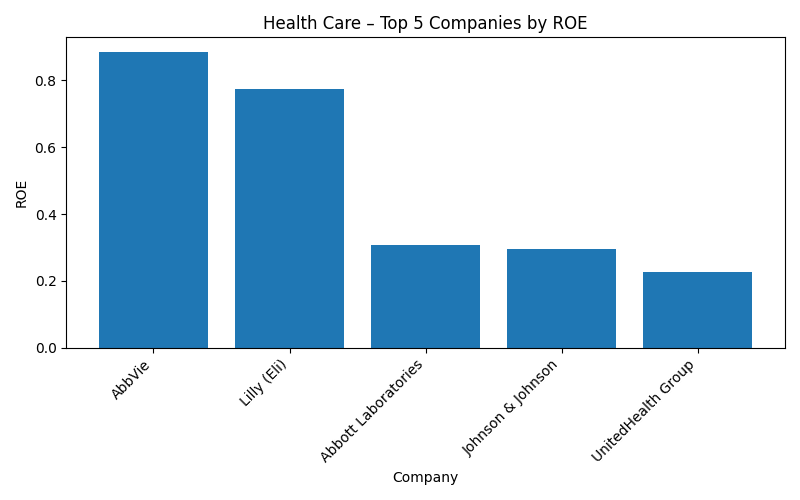 Health Care – Top 5 Companies by ROE
ROE
0.8
0.6
0.4
0.2
0.0
AbbVie
Lilly (Eli)
Abbott Laboratories
Johnson & Johnson
UnitedHealth Group
Company